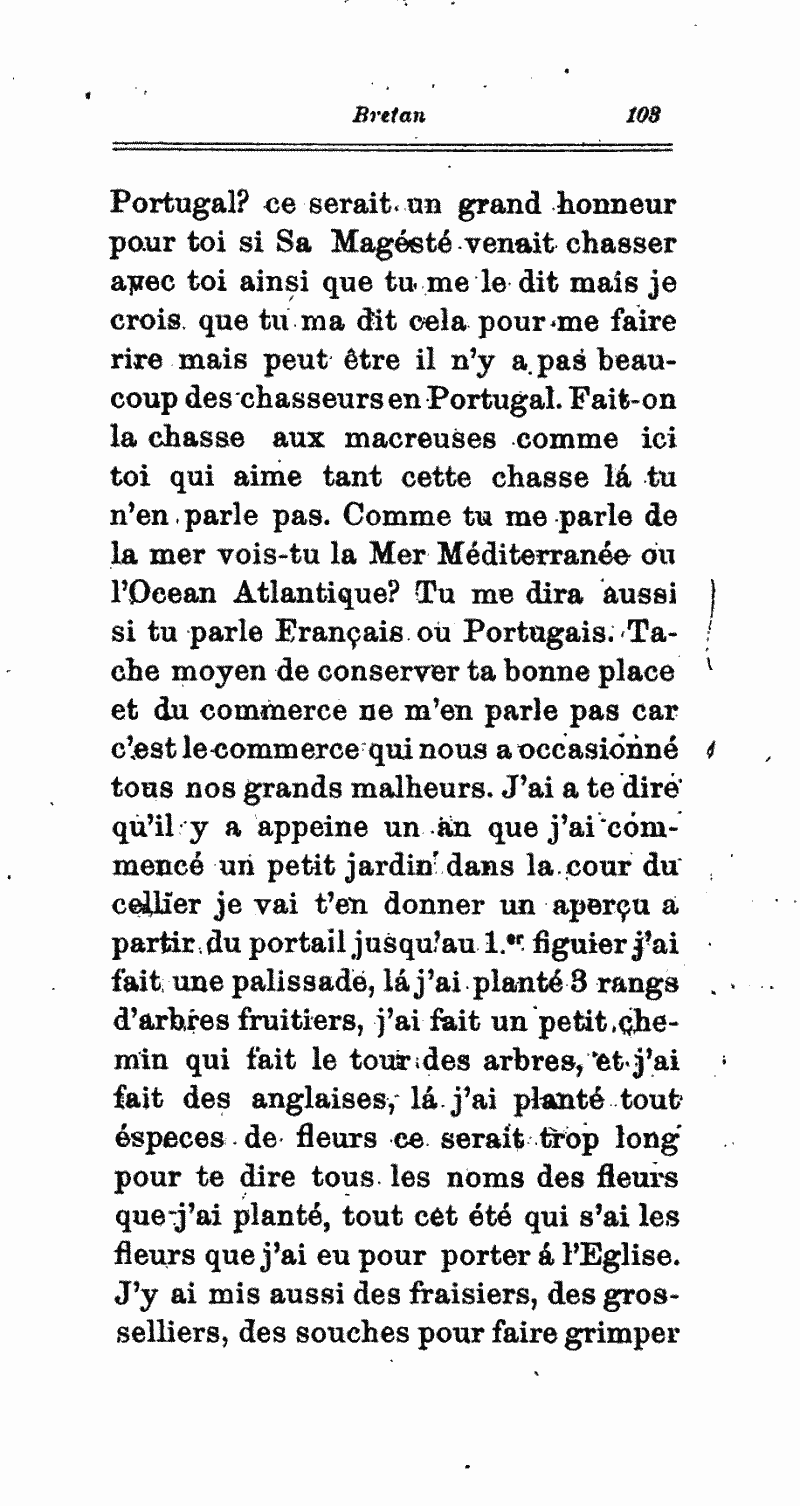 Bretan 103
Portugal? ce serait un grand honneur
pour toi si Sa Magésté venait chasser
avec toi ainsi que tu me le dit mais je
crois que tu ma dit cela pour me faire
rire mais peut être il n'y a pas beau-
coup des chasseurs en Portugal. Fait-on
la chasse aux macreuses comme ici
toi qui aime tant cette chasse lá tu
n'en parle pas. Comme tu me parle de
la mer vois-tu la Mer Méditerranée ou
l'Ocean Atlantique? Tu me dira aussi
si tu parle Français ou Portugais. Ta-
che moyen de conserver ta bonne place
et du commerce ne m'en parle pas car
c'est le commerce qui nous a occasionné
tous nos grands malheurs. J'ai a te dire
qu'il y a appeine un an que j'ai com-
mencé un petit jardin dans la cour du
cellier je vai t'en donner un aperçu a
partir du portail jusqu'au 1.er figuier j'ai
fait une palissade, lá j'ai planté 3 rangs
d'arbres fruitiers, j'ai fait un petit che-
min qui fait le tour des arbres, et j'ai
fait des anglaises, lá j'ai planté tout
éspeces de fleurs ce serait trop long
pour te dire tous les noms des fleurs
que j'ai planté, tout cet été qui s'ai les
fleurs que j'ai eu pour porter á l'Eglise.
J'y ai mis aussi des fraisiers, des gros-
selliers, des souches pour faire grimper